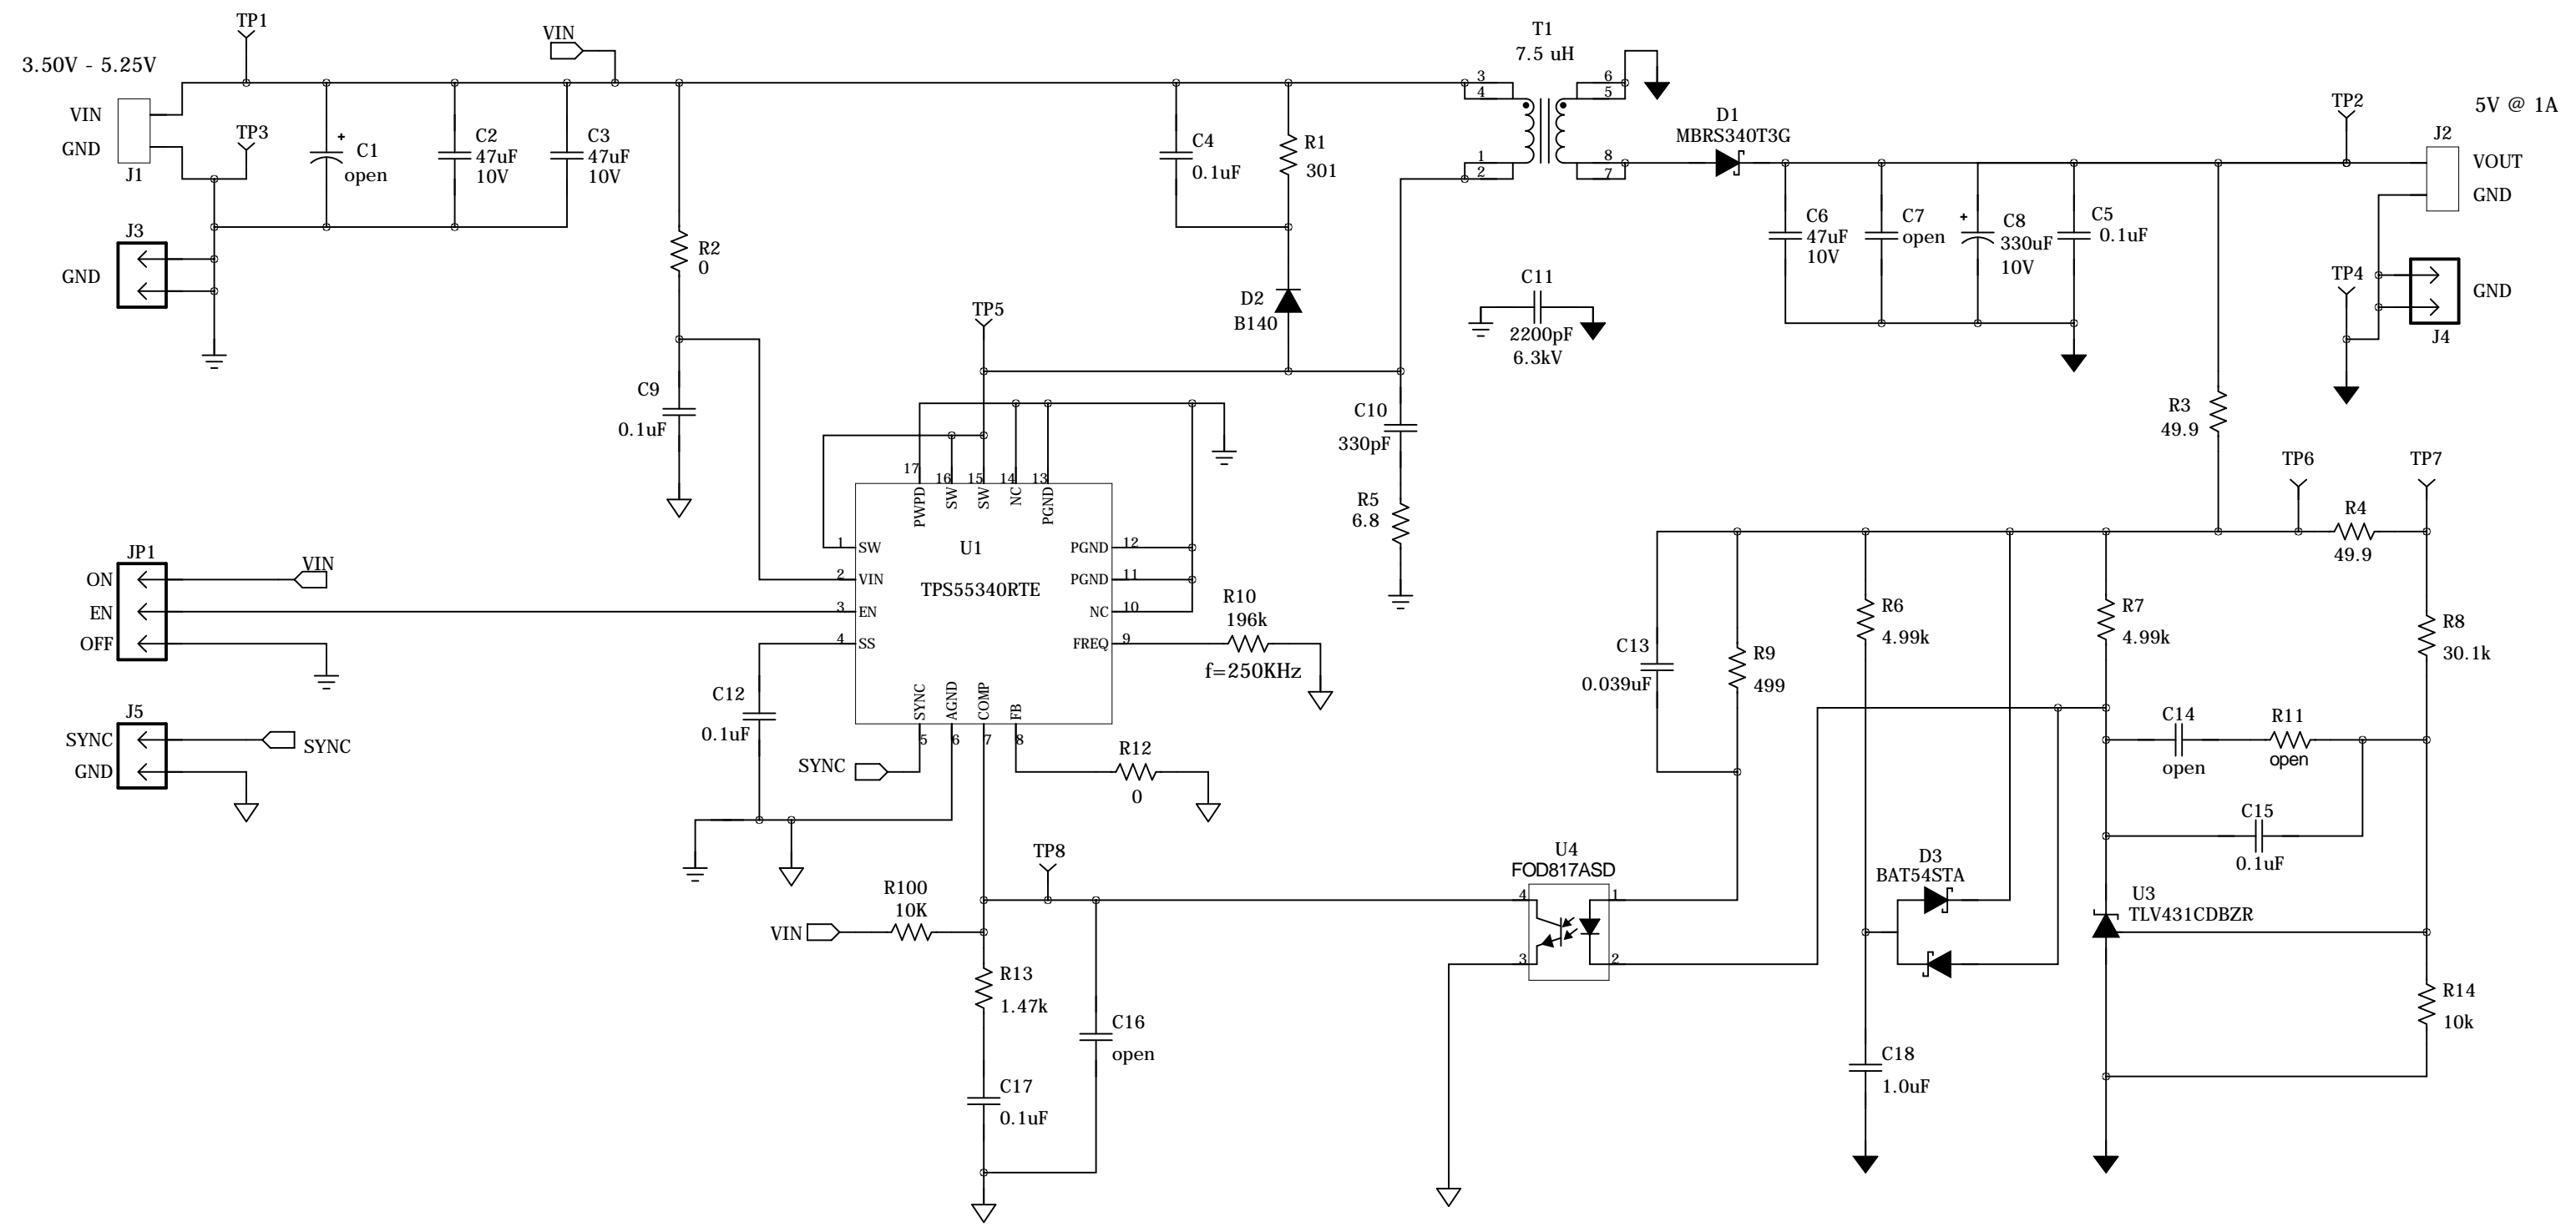 TP1
3.50V - 5.25V
VIN
GND
J1
TP3
VIN
C1
open
+
C2
47uF
10V
C3
47uF
10V
J3
GND
R2
0
C9
0.1uF
C4
0.1uF
R1
301
D2
B140
TP5
T1
7.5 uH
3
4
1
2
6
5
8
7
D1
MBRS340T3G
C11
2200pF
6.3kV
C6
47uF
10V
C7
open
+
C8
330uF
10V
C5
0.1uF
TP2
5V @ 1A
J2
VOUT
GND
TP4
GND
J4
C10
330pF
R5
6.8
R3
49.9
TP6
TP7
R4
49.9
JP1
ON
EN
OFF
VIN
J5
SYNC
GND
SYNC
17
16
15
14
13
PWPD
SW
SW
NC
PGND
1
SW
2
VIN
3
EN
4
SS
U1
TPS55340RTE
PGND
12
PGND
11
NC
10
FREQ
9
SYNC
AGND
COMP
FB
5
6
7
8
R10
196k
f=250KHz
C12
0.1uF
SYNC
R12
0
TP8
R100
10K
VIN
R13
1.47k
C17
0.1uF
C16
open
U4
FOD817ASD
4
3
1
2
C13
0.039uF
R9
499
R6
4.99k
R7
4.99k
R8
30.1k
C14
open
R11
open
C15
0.1uF
D3
BAT54STA
U3
TLV431CDBZR
R14
10k
C18
1.0uF